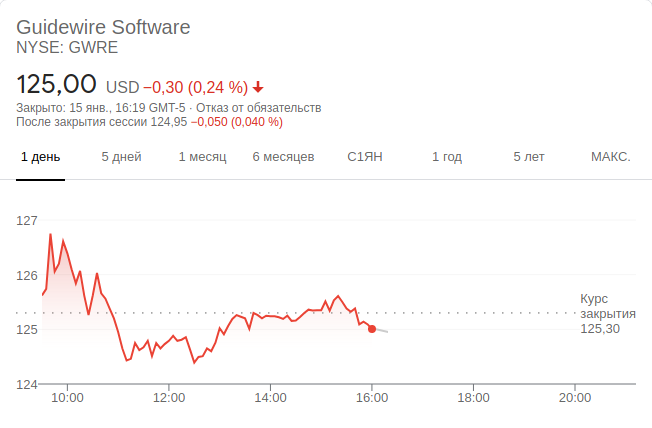 Guidewire Software
NYSE: GWRE
125,00 USD −0,30 (0,24 %)
Закрыто: 15 янв., 16:19 GMT-5 · Отказ от обязательств
После закрытия сессии 124,95 −0,050 (0,040 %)
1 день 5 дней 1 месяц 6 месяцев С1ЯН 1 год 5 лет МАКС.
127
126
Курс
закрытия
125,30
125
124
10:00 12:00 14:00 16:00 18:00 20:00